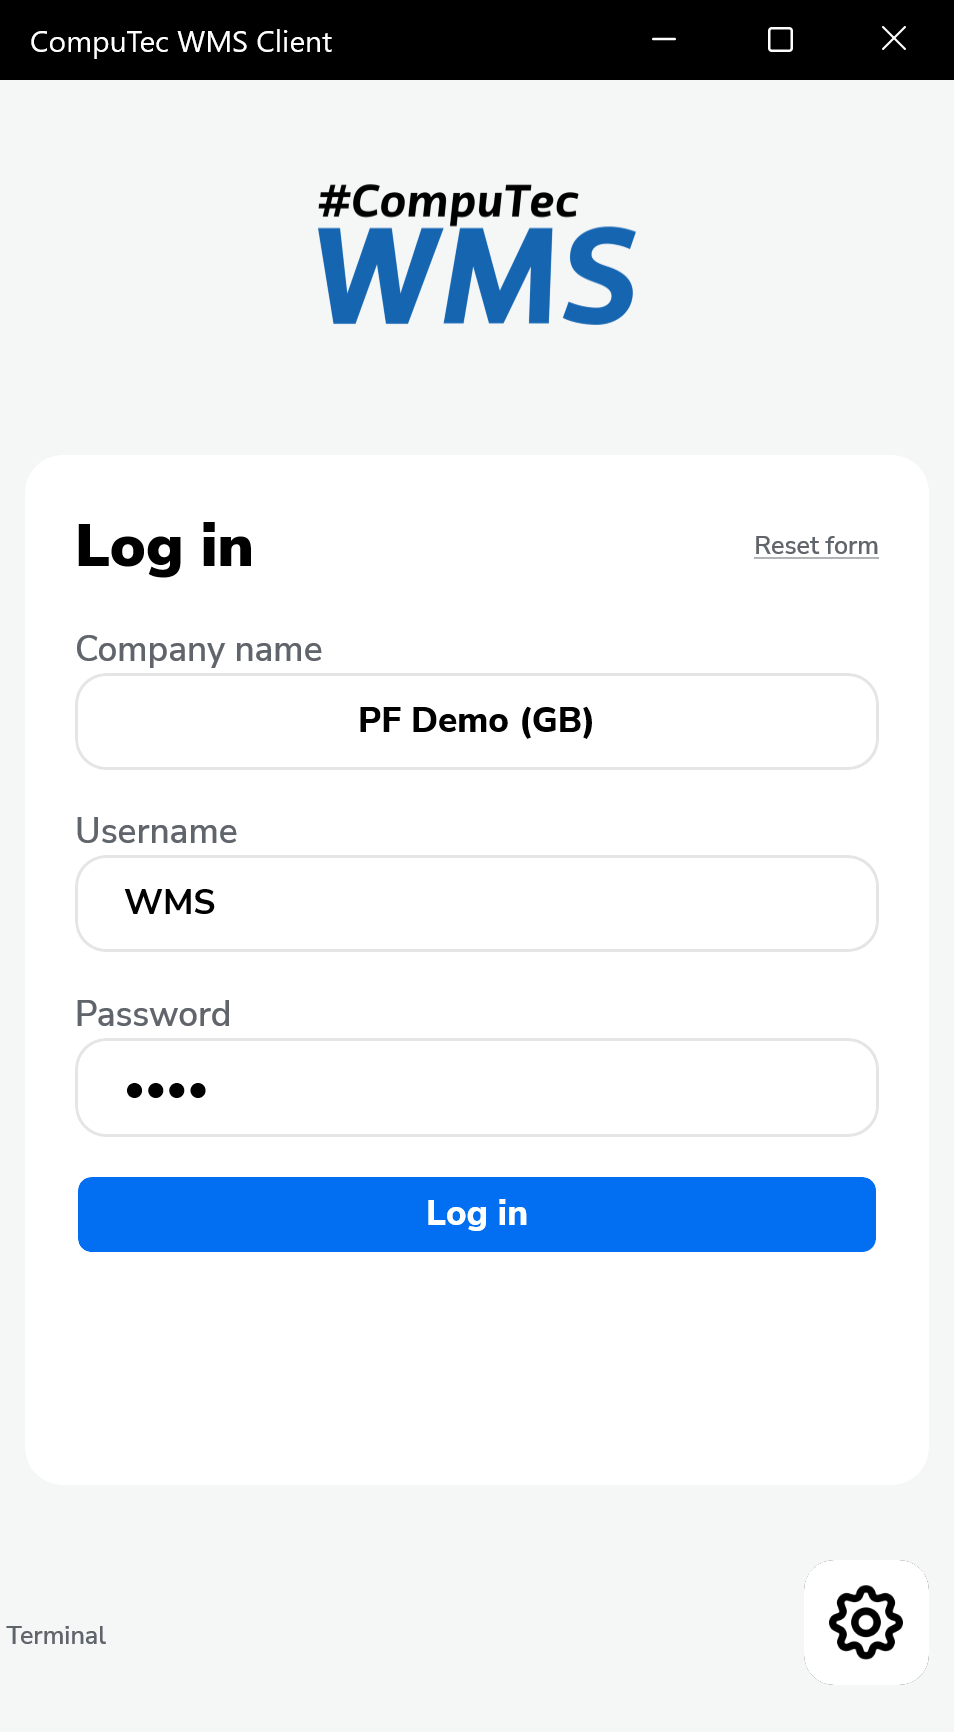 CompuTec WMS Client
#CompuTec
WMS
Log in
Reset form
Company name
PF Demo (GB)
Username
WMS
Password
••••
Log in
Terminal